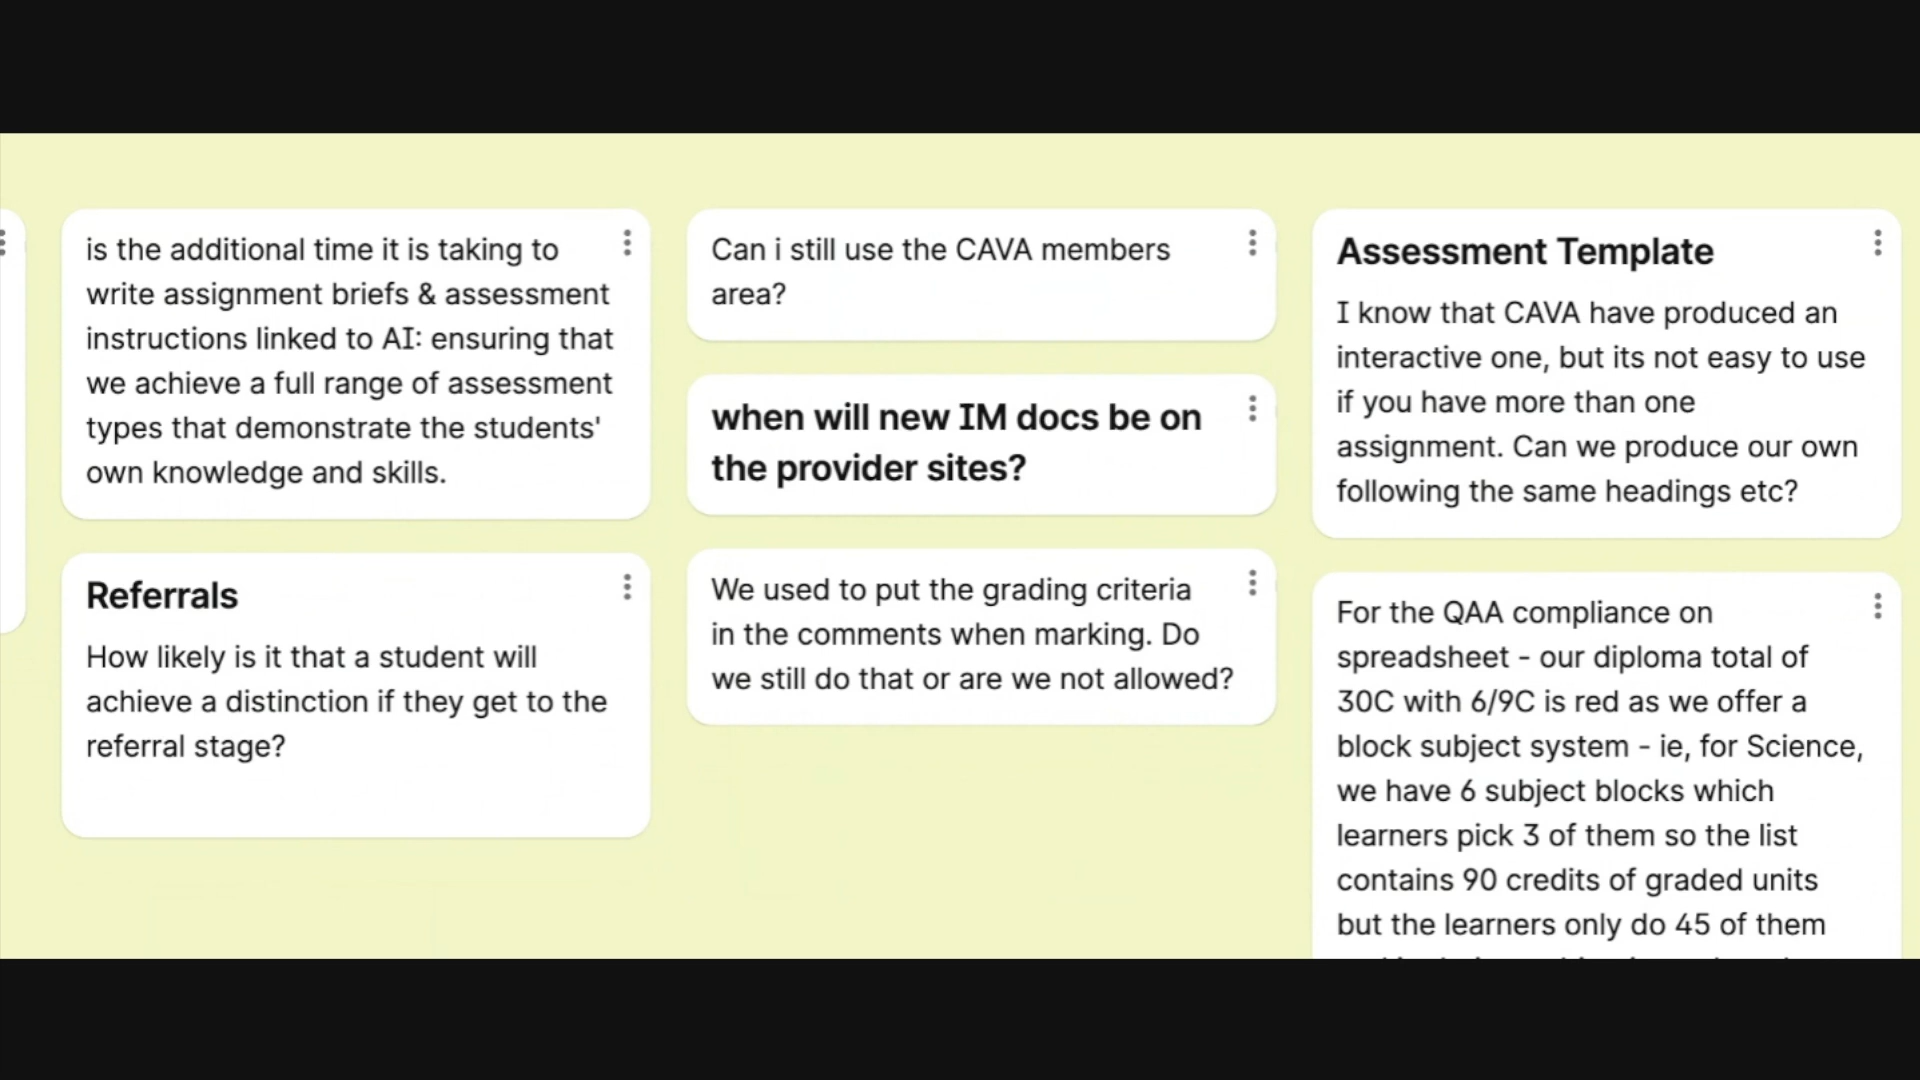 is the additional time it is taking to
write assignment briefs & assessment
instructions linked to AI: ensuring that
we achieve a full range of assessment
types that demonstrate the students'
own knowledge and skills.
Referrals
How likely is it that a student will
achieve a distinction if they get to the
referral stage?
Can i still use the CAVA members
area?
when will new IM docs be on
the provider sites?
We used to put the grading criteria
in the comments when marking. Do
we still do that or are we not allowed?
Assessment Template
I know that CAVA have produced an
interactive one, but its not easy to use
if you have more than one
assignment. Can we produce our own
following the same headings etc?
For the QAA compliance on
spreadsheet - our diploma total of
30C with 6/9C is red as we offer a
block subject system - ie, for Science,
we have 6 subject blocks which
learners pick 3 of them so the list
contains 90 credits of graded units
but the learners only do 45 of them